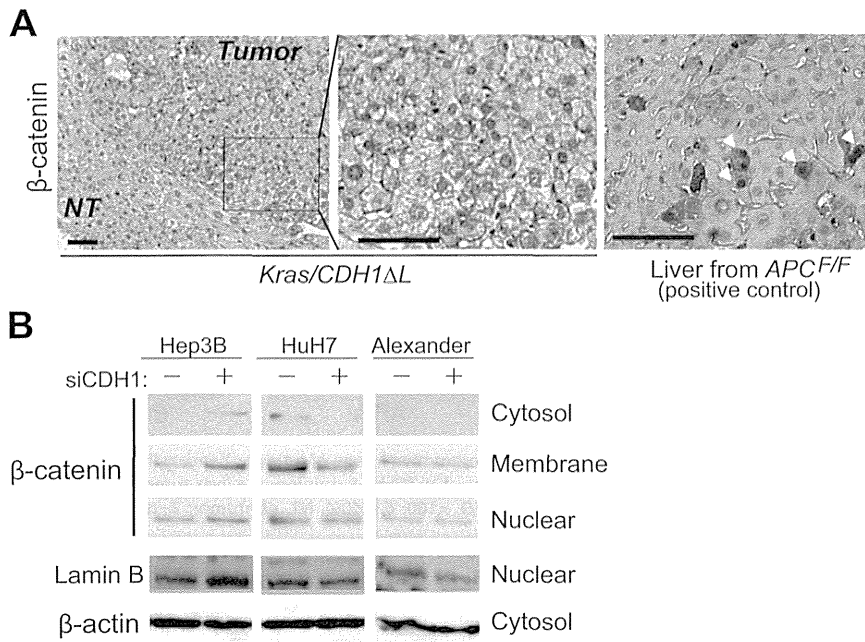 A
β-catenin
Tumor
NT
Kras/CDH1ΔL
Liver from APC^F/F
(positive control)
B
Hep3B HuH7 Alexander
siCDH1: − + − + − +
β-catenin
Cytosol
Membrane
Nuclear
Lamin B Nuclear
β-actin Cytosol